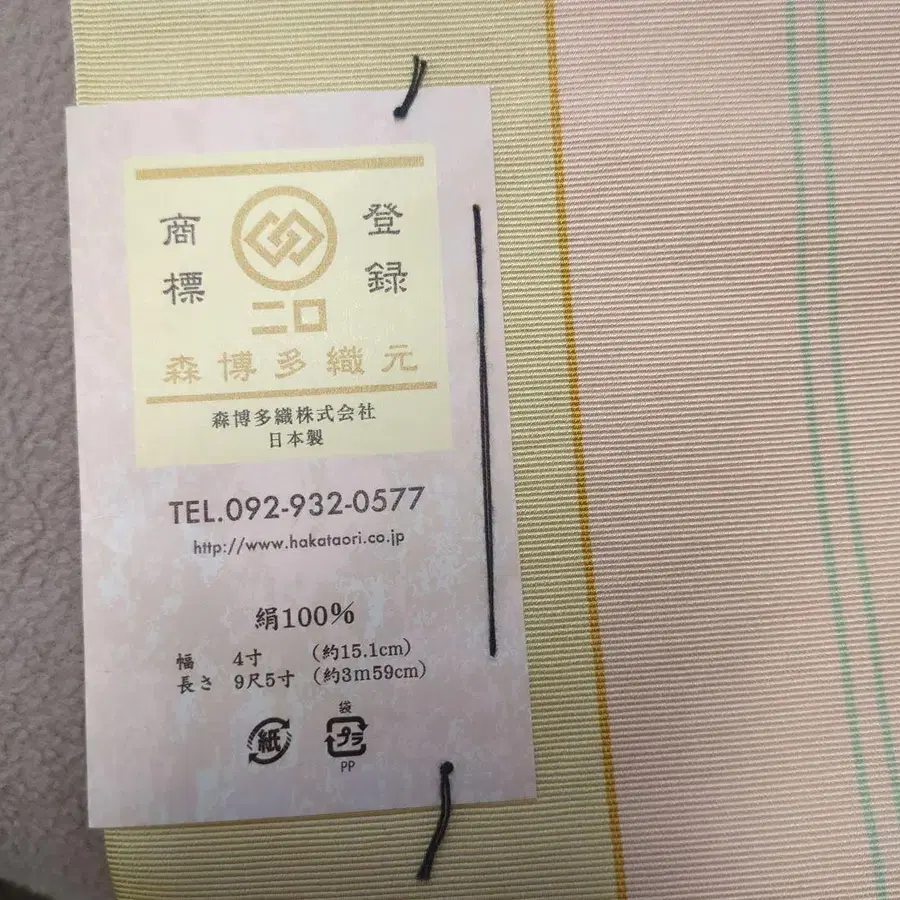 登録
商標
二口
森博多織元
森博多織株式会社
日本製
TEL.092-932-0577
http://www.hakataori.co.jp
絹100%
幅 4寸 (約15.1cm)
長さ 9尺5寸 (約3m59cm)
紙
袋
プラ
PP